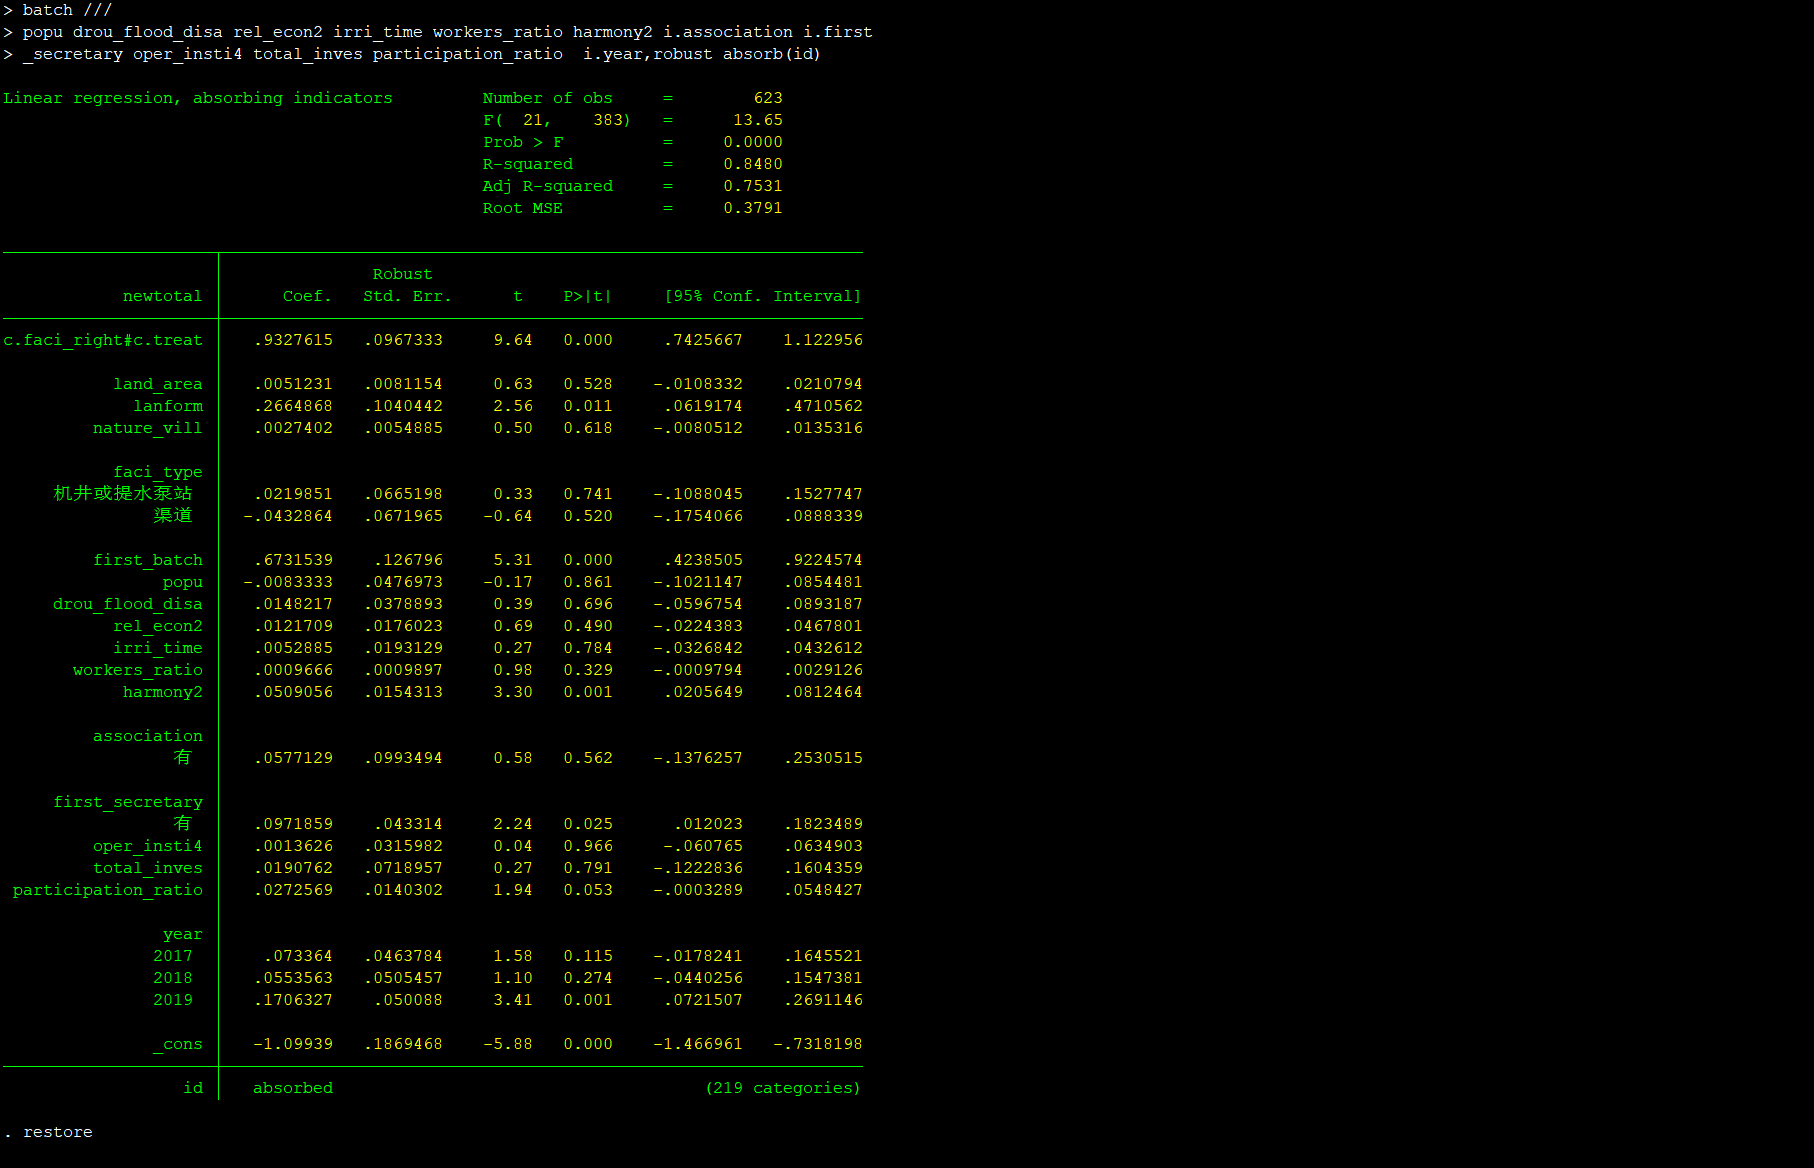 > batch ///
> popu drou_flood_disa rel_econ2 irri_time workers_ratio harmony2 i.association i.first
> _secretary oper_insti4 total_inves participation_ratio  i.year,robust absorb(id)
Linear regression, absorbing indicators Number of obs = 623
F( 21, 383) = 13.65
Prob > F = 0.0000
R-squared = 0.8480
Adj R-squared = 0.7531
Root MSE = 0.3791
Robust
newtotal Coef. Std. Err. t P>|t| [95% Conf. Interval]
c.faci_right#c.treat .9327615 .0967333 9.64 0.000 .7425667 1.122956
land_area .0051231 .0081154 0.63 0.528 -.0108332 .0210794
lanform .2664868 .1040442 2.56 0.011 .0619174 .4710562
nature_vill .0027402 .0054885 0.50 0.618 -.0080512 .0135316
faci_type
机井或提水泵站 .0219851 .0665198 0.33 0.741 -.1088045 .1527747
渠道 -.0432864 .0671965 -0.64 0.520 -.1754066 .0888339
first_batch .6731539 .126796 5.31 0.000 .4238505 .9224574
popu -.0083333 .0476973 -0.17 0.861 -.1021147 .0854481
drou_flood_disa .0148217 .0378893 0.39 0.696 -.0596754 .0893187
rel_econ2 .0121709 .0176023 0.69 0.490 -.0224383 .0467801
irri_time .0052885 .0193129 0.27 0.784 -.0326842 .0432612
workers_ratio .0009666 .0009897 0.98 0.329 -.0009794 .0029126
harmony2 .0509056 .0154313 3.30 0.001 .0205649 .0812464
association
有 .0577129 .0993494 0.58 0.562 -.1376257 .2530515
first_secretary
有 .0971859 .043314 2.24 0.025 .012023 .1823489
oper_insti4 .0013626 .0315982 0.04 0.966 -.060765 .0634903
total_inves .0190762 .0718957 0.27 0.791 -.1222836 .1604359
participation_ratio .0272569 .0140302 1.94 0.053 -.0003289 .0548427
year
2017 .073364 .0463784 1.58 0.115 -.0178241 .1645521
2018 .0553563 .0505457 1.10 0.274 -.0440256 .1547381
2019 .1706327 .050088 3.41 0.001 .0721507 .2691146
_cons -1.09939 .1869468 -5.88 0.000 -1.466961 -.7318198
id absorbed (219 categories)
. restore